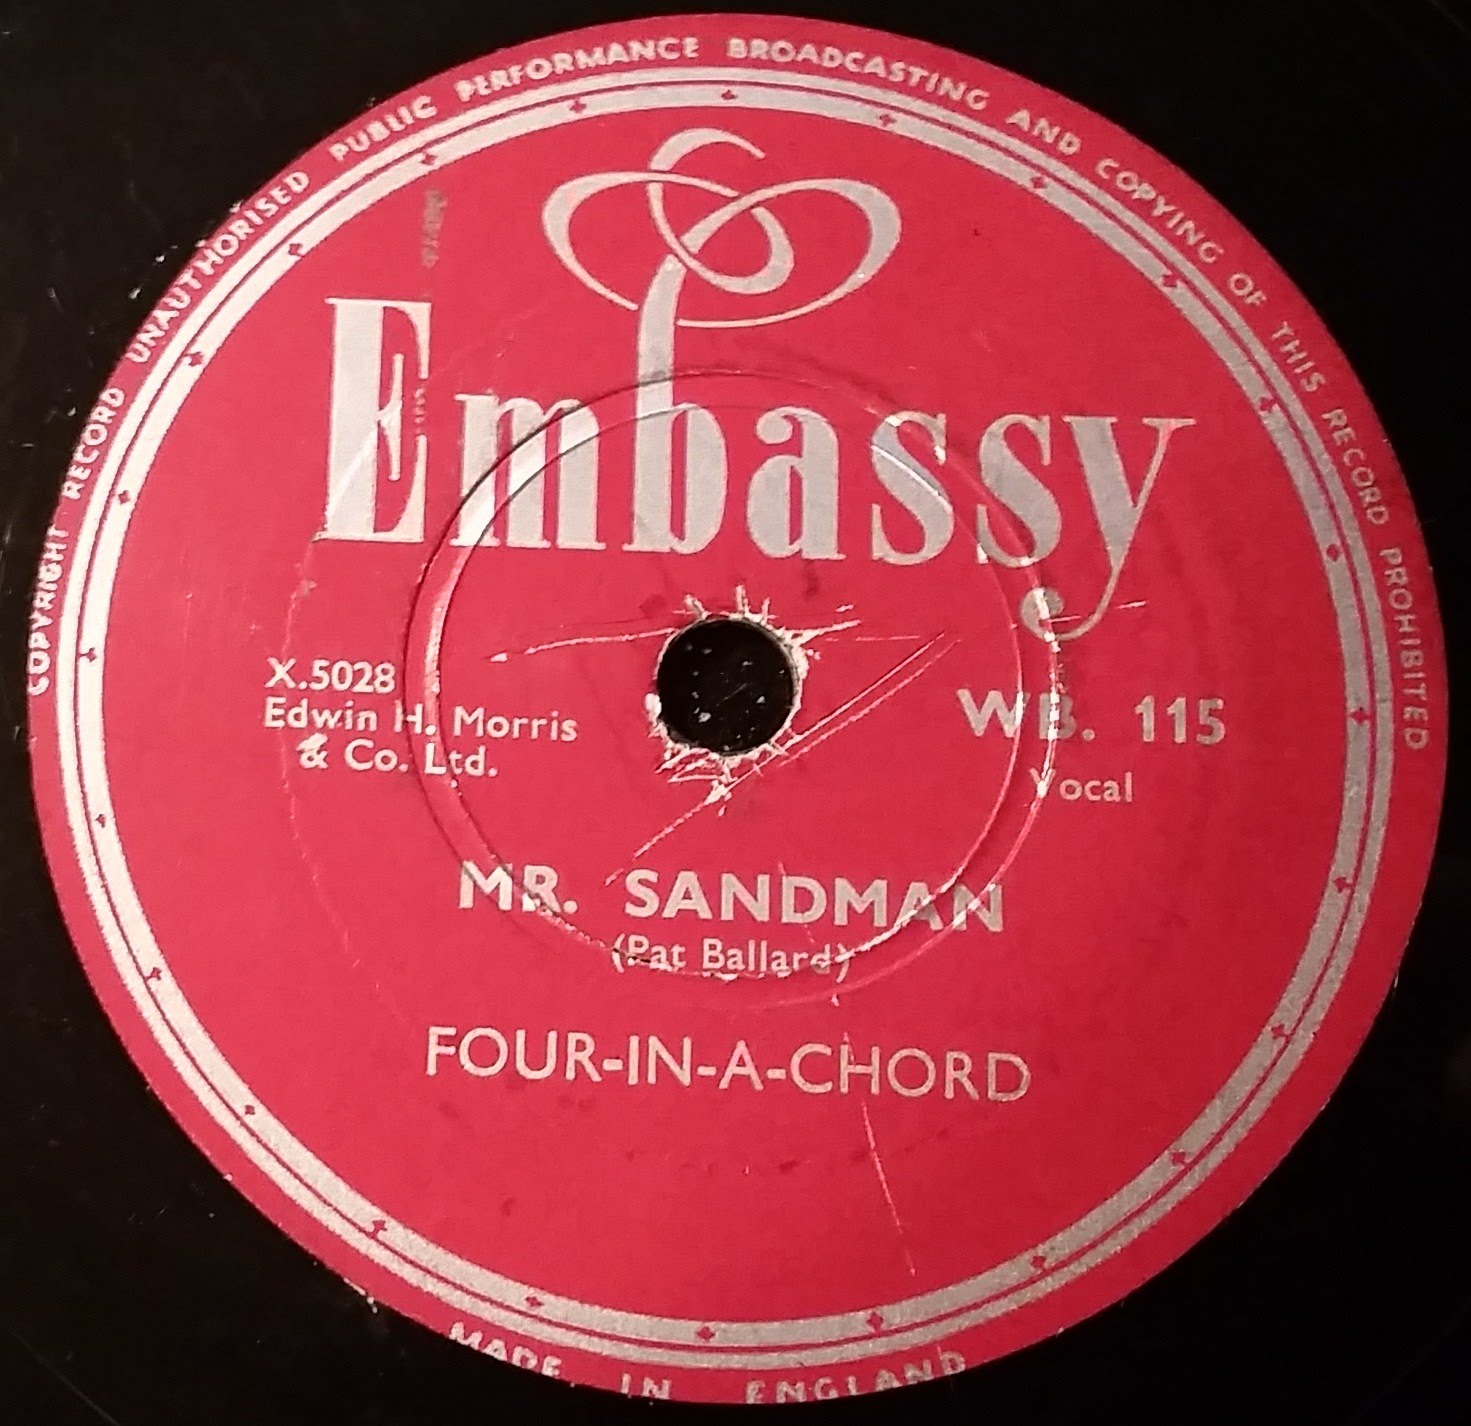 COPYRIGHT RECORD UNAUTHORISED PUBLIC PERFORMANCE BROADCASTING AND COPYING OF THIS RECORD PROHIBITED
Embassy
X.5028
Edwin H. Morris
& Co. Ltd.
WB. 115
Vocal
MR. SANDMAN
(Pat Ballard)
FOUR-IN-A-CHORD
MADE IN ENGLAND